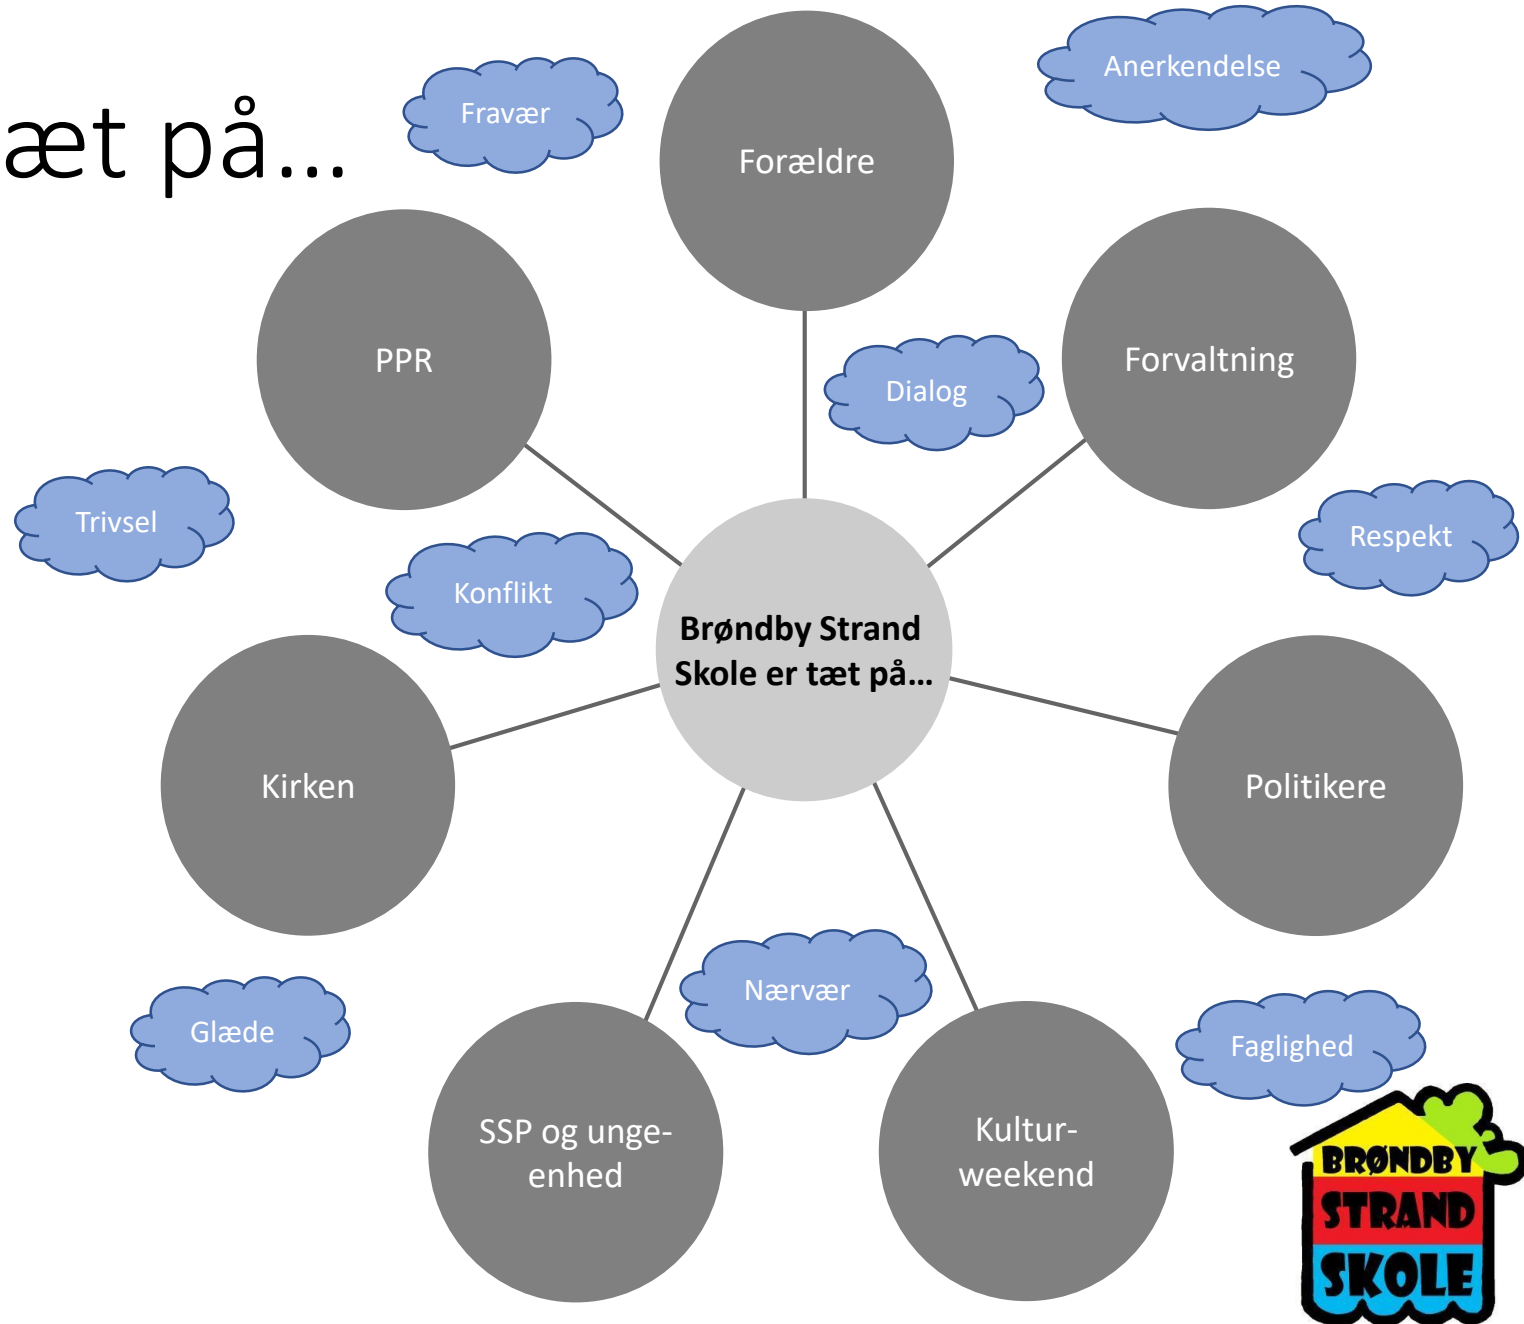 æt på…
Fravær
Anerkendelse
Forældre
PPR
Forvaltning
Dialog
Trivsel
Respekt
Konflikt
Brøndby Strand
Skole er tæt på…
Kirken
Politikere
Nærvær
Glæde
Faglighed
SSP og unge-
enhed
Kultur-
weekend
BRØNDBY
STRAND
SKOLE